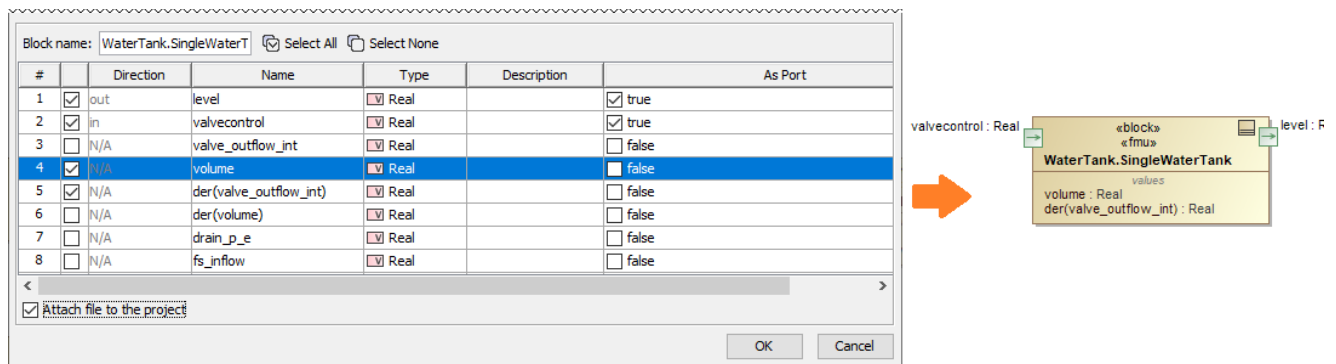 Block name: WaterTank.SingleWaterT Select All Select None
# Direction Name Type Description As Port
1 out level Real true
2 in valvecontrol Real true
3 N/A valve_outflow_int Real false
4 N/A volume Real false
5 N/A der(valve_outflow_int) Real false
6 N/A der(volume) Real false
7 N/A drain_p_e Real false
8 N/A fs_inflow Real false
Attach file to the project
OK Cancel
valvecontrol : Real
«block»
«fmu»
WaterTank.SingleWaterTank
values
volume : Real
der(valve_outflow_int) : Real
level : R